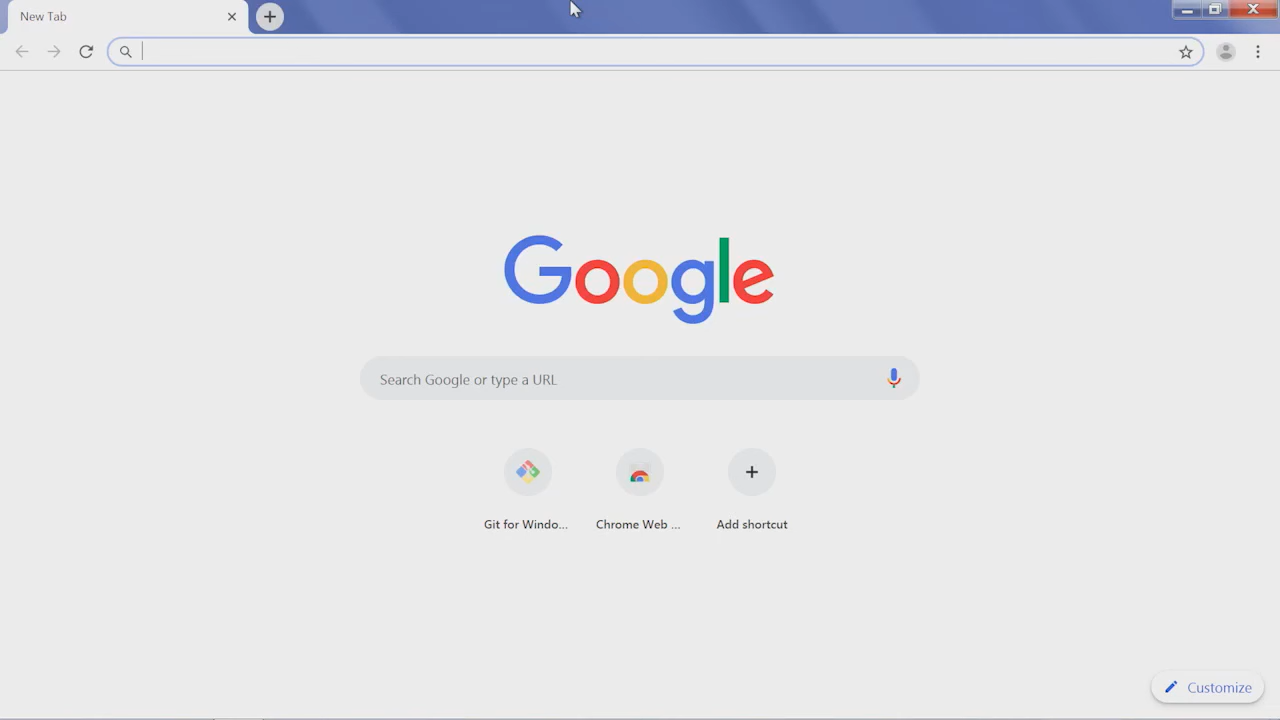 New Tab
Google
Search Google or type a URL
Git for Windo...
Chrome Web ...
Add shortcut
Customize